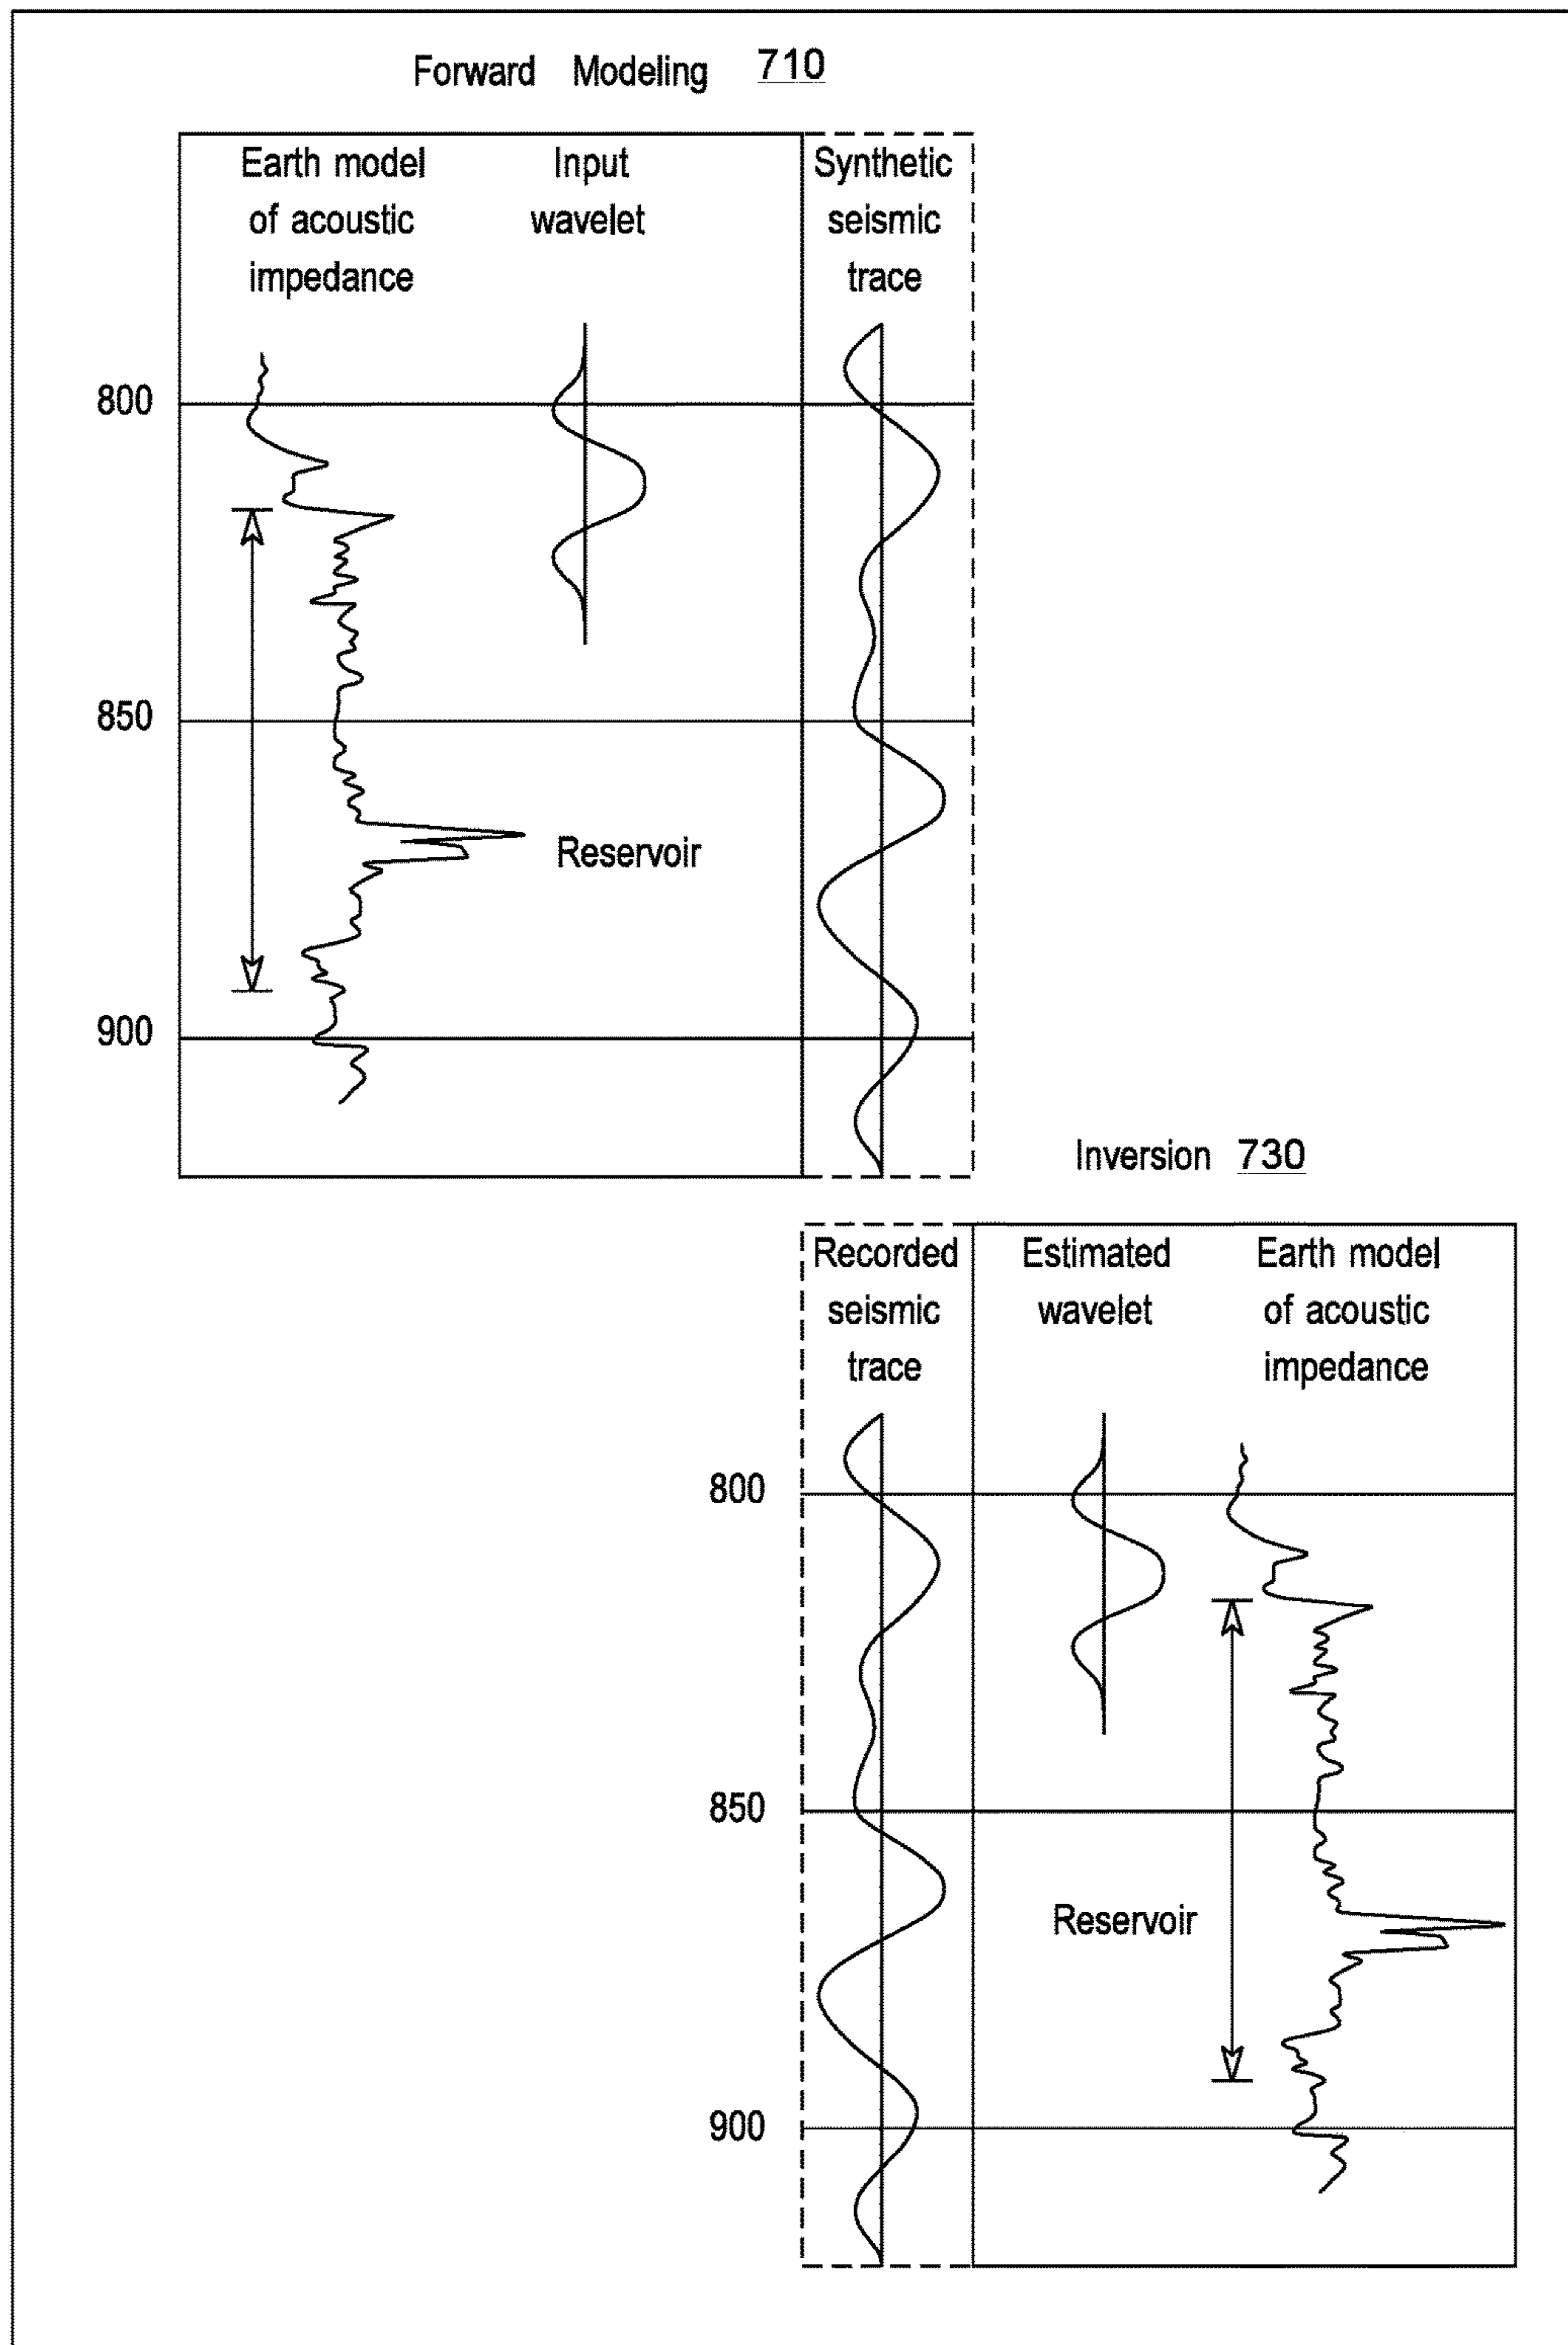 Forward Modeling 710
Earth model
of acoustic
impedance
Input
wavelet
Synthetic
seismic
trace
800
850
Reservoir
900
Inversion 730
Recorded
seismic
trace
Estimated
wavelet
Earth model
of acoustic
impedance
800
850
Reservoir
900